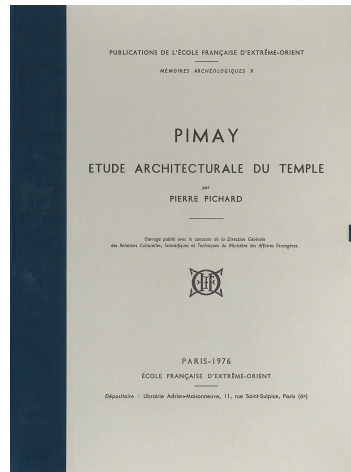 PUBLICATIONS DE L'ÉCOLE FRANÇAISE D'EXTRÊME-ORIENT
MÉMOIRES ARCHÉOLOGIQUES X
PIMAY
ETUDE ARCHITECTURALE DU TEMPLE
par
PIERRE PICHARD
Ouvrage publié avec le concours de la Direction Générale
des Relations Culturelles, Scientifiques et Techniques du Ministère des Affaires Étrangères.
PARIS-1976
ÉCOLE FRANÇAISE D'EXTRÊME-ORIENT
Dépositaire : Librairie Adrien-Maisonneuve, 11, rue Saint-Sulpice, Paris (6e)